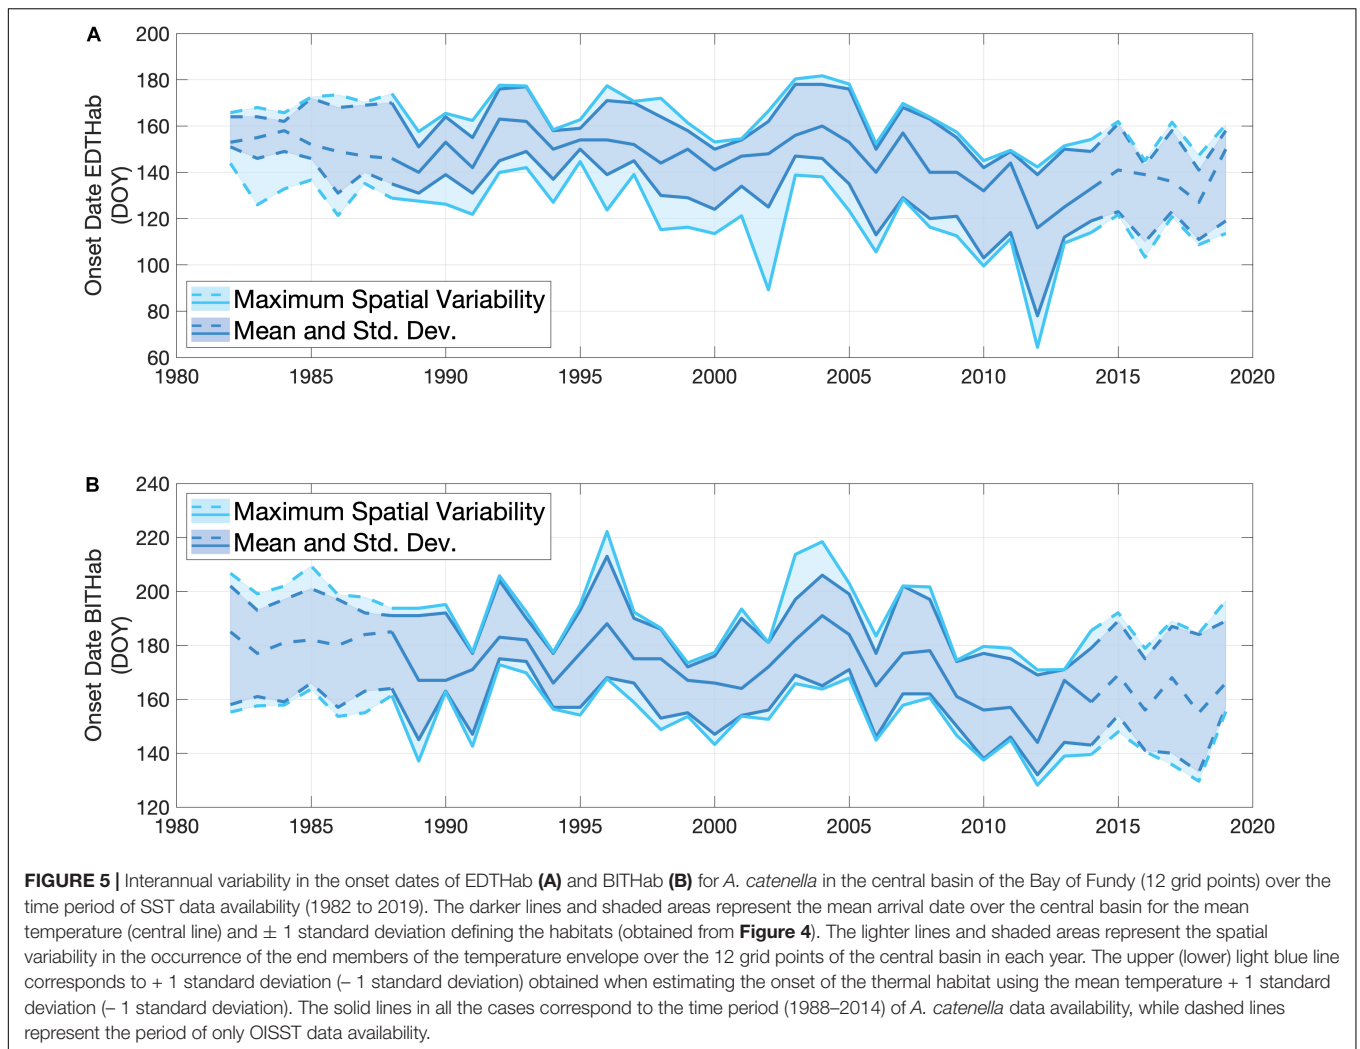 A
200
180
160
140
120
100
80
60
Onset Date EDTHab
(DOY)
Maximum Spatial Variability
Mean and Std. Dev.
1980 1985 1990 1995 2000 2005 2010 2015 2020
B
240
220
200
180
160
140
120
Onset Date BITHab
(DOY)
Maximum Spatial Variability
Mean and Std. Dev.
1980 1985 1990 1995 2000 2005 2010 2015 2020
FIGURE 5 | Interannual variability in the onset dates of EDTHab (A) and BITHab (B) for A. catenella in the central basin of the Bay of Fundy (12 grid points) over the
time period of SST data availability (1982 to 2019). The darker lines and shaded areas represent the mean arrival date over the central basin for the mean
temperature (central line) and ± 1 standard deviation defining the habitats (obtained from Figure 4). The lighter lines and shaded areas represent the spatial
variability in the occurrence of the end members of the temperature envelope over the 12 grid points of the central basin in each year. The upper (lower) light blue line
corresponds to + 1 standard deviation (– 1 standard deviation) obtained when estimating the onset of the thermal habitat using the mean temperature + 1 standard
deviation (– 1 standard deviation). The solid lines in all the cases correspond to the time period (1988–2014) of A. catenella data availability, while dashed lines
represent the period of only OISST data availability.